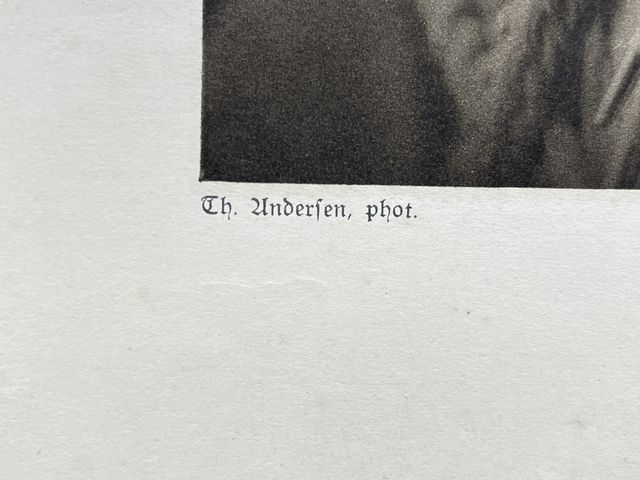 Th. Anderſen, phot.